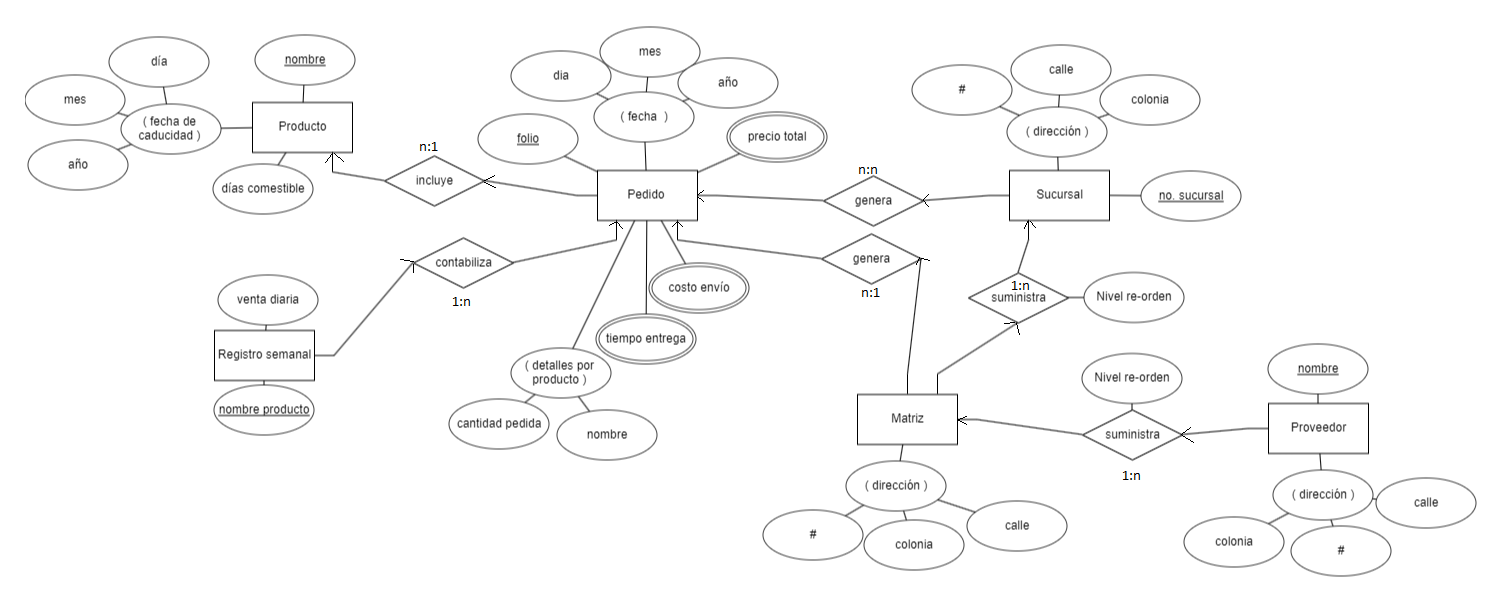 día
mes
( fecha de
caducidad )
año
nombre
Producto
días comestible
n:1
incluye
dia
mes
año
( fecha )
folio
precio total
Pedido
n:n
genera
#
calle
colonia
( dirección )
Sucursal
no. sucursal
contabiliza
1:n
genera
n:1
costo envío
tiempo entrega
( detalles por
producto )
cantidad pedida
nombre
venta diaria
Registro semanal
nombre producto
1:n
suministra
Nivel re-orden
Matriz
( dirección )
#
colonia
calle
Nivel re-orden
suministra
1:n
nombre
Proveedor
( dirección )
calle
colonia
#